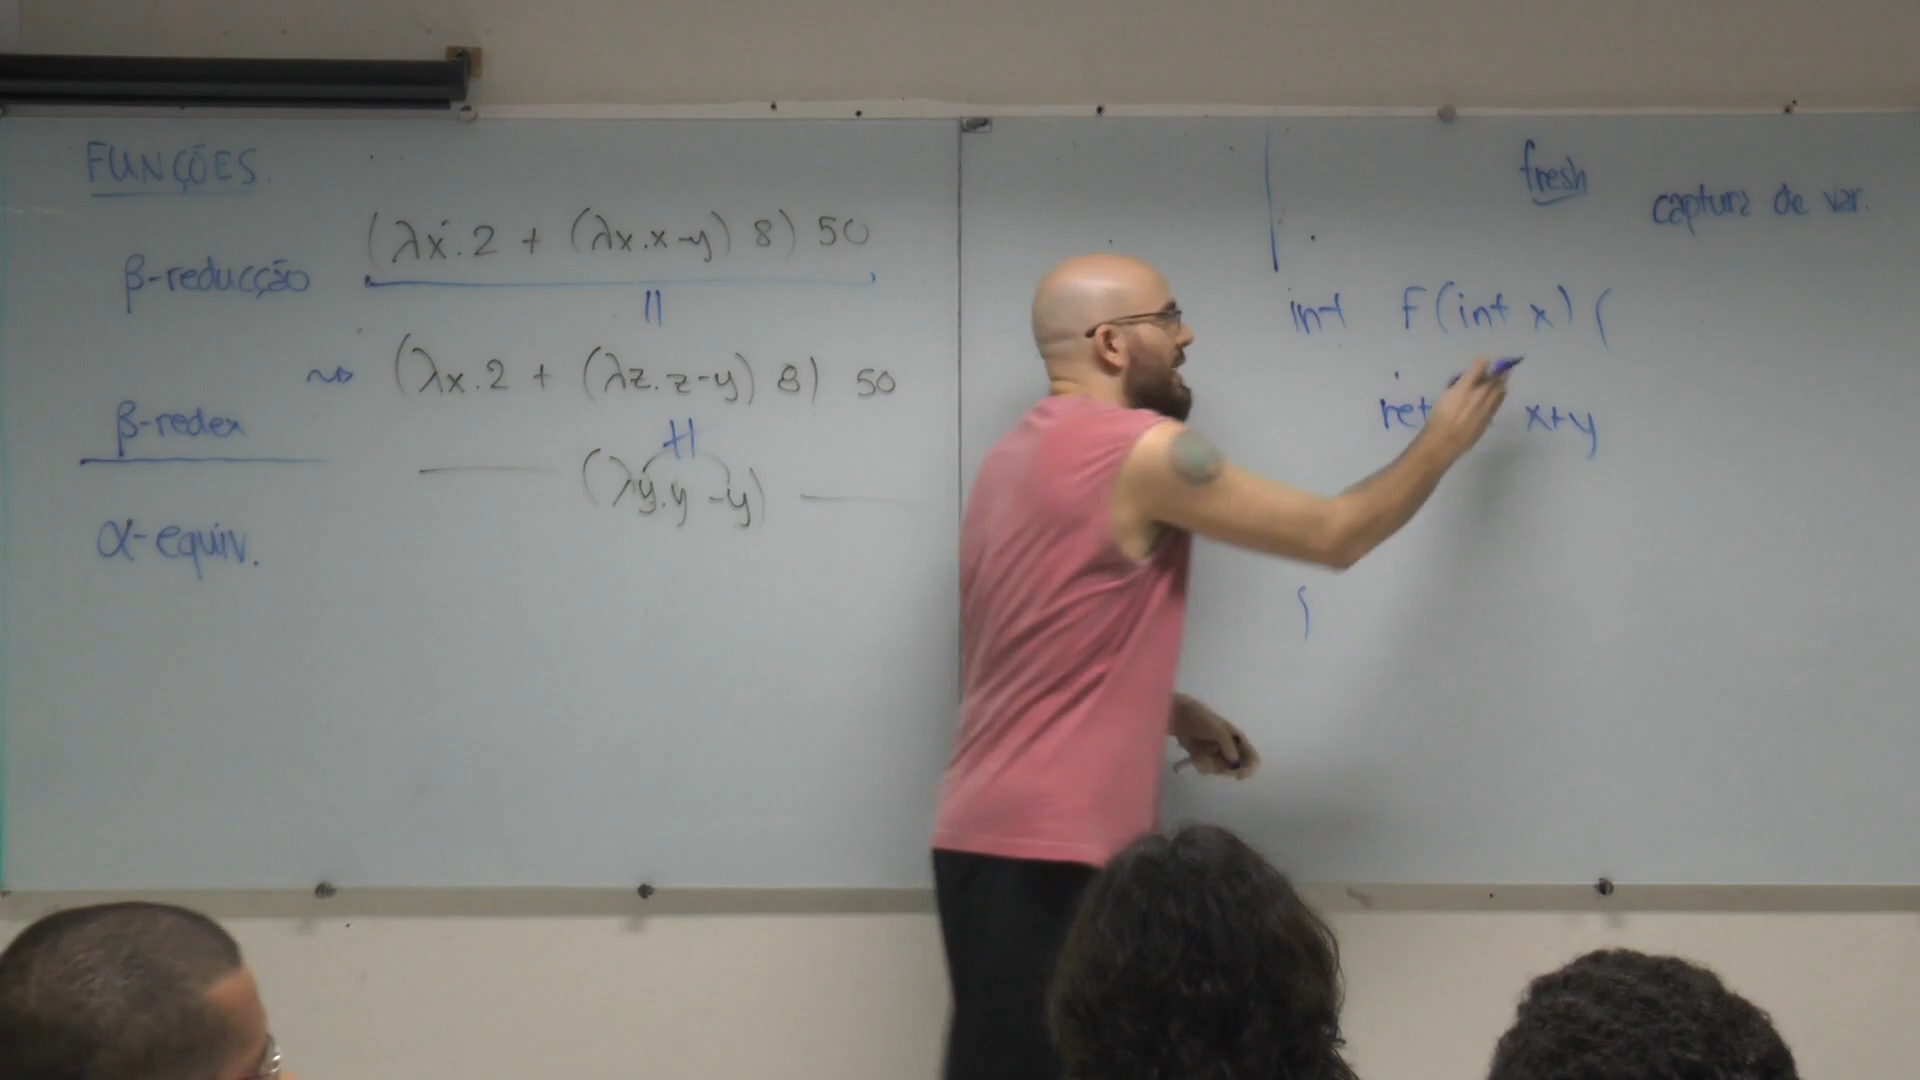 FUNÇÕES.
β-reducção
(λx.2 + (λx.x-y) 8) 50
=
⇝ (λx.2 + (λz.z-y) 8) 50
≠
(λy.y-y)
β-redex
α-equiv.
fresh
captura de var.
int f(int x) {
x+y
}